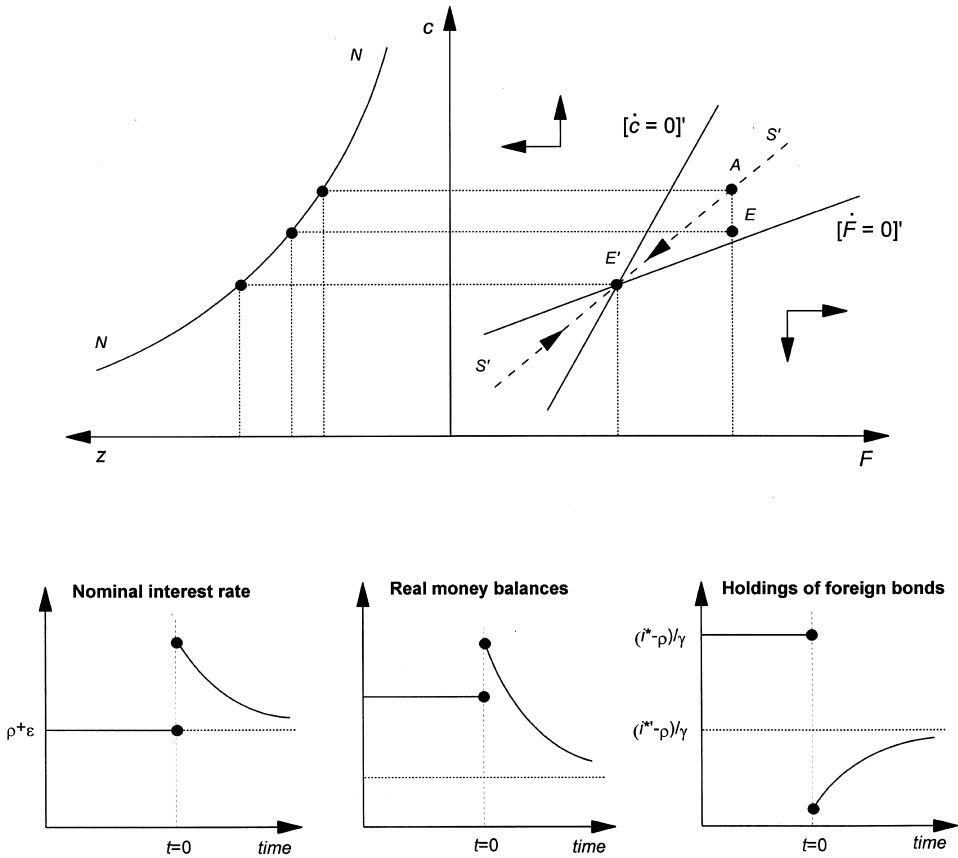 c
N
[ċ = 0]'
S'
A
E
[Ḟ = 0]'
E'
N
S'
z
F
Nominal interest rate
ρ+ε
t=0
time
Real money balances
t=0
time
Holdings of foreign bonds
(i*-ρ)/γ
(i*'-ρ)/γ
t=0
time